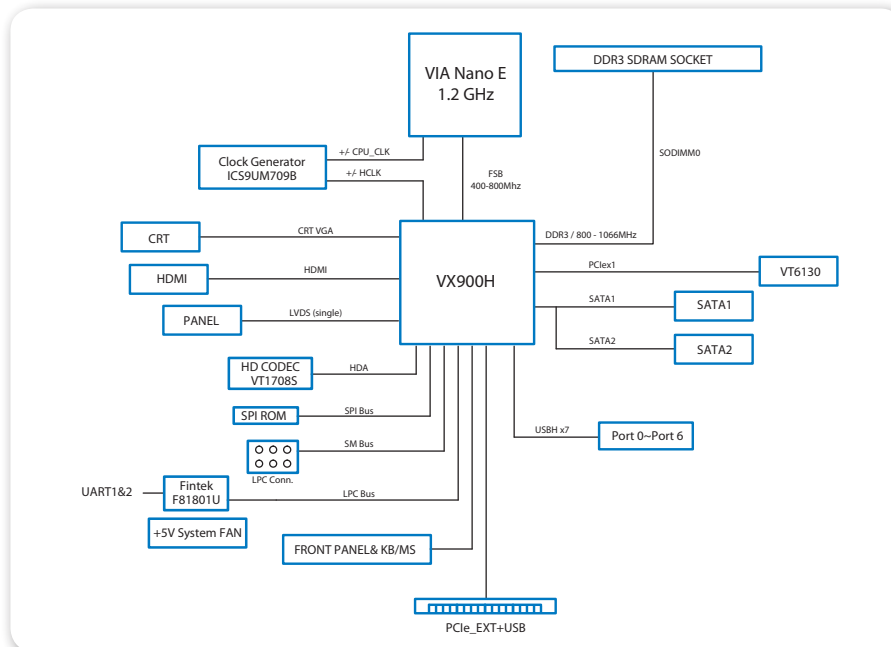 VIA Nano E
1.2 GHz
DDR3 SDRAM SOCKET
+/- CPU_CLK
Clock Generator
ICS9UM709B
+/- HCLK
FSB
400-800Mhz
SODIMM0
CRT
CRT VGA
DDR3 / 800 - 1066MHz
HDMI
HDMI
VX900H
PCIex1
VT6130
PANEL
LVDS (single)
SATA1
SATA1
SATA2
SATA2
HD CODEC
VT1708S
HDA
SPI ROM
SPI Bus
USBH x7
Port 0~Port 6
SM Bus
LPC Conn.
UART1&2
Fintek
F81801U
LPC Bus
+5V System FAN
FRONT PANEL& KB/MS
PCIe_EXT+USB